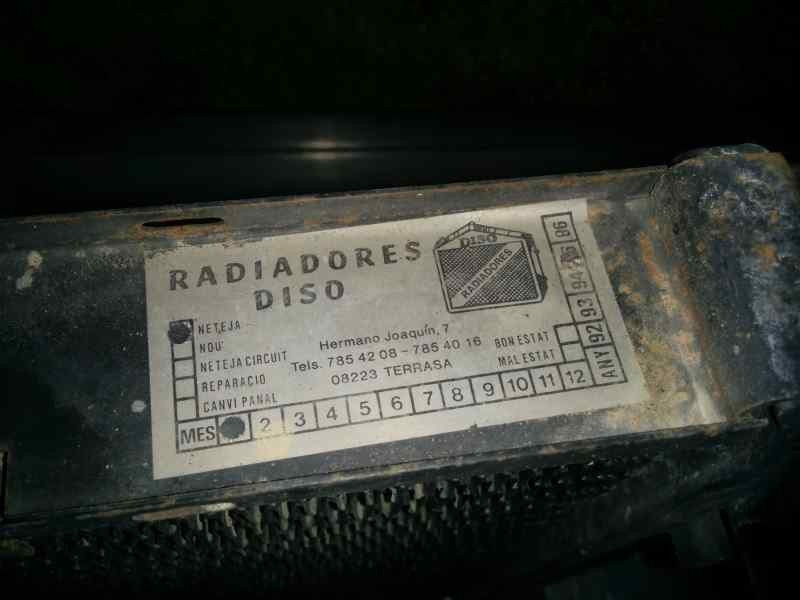 RADIADORES
DISO
DISO
RADIADORES
NETEJA
NOU
NETEJA CIRCUIT
REPARACIO
CANVI PANAL
Hermano Joaquín, 7
Tels. 785 42 08 - 785 40 16
08223 TERRASA
BON ESTAT
MAL ESTAT
MES 2 3 4 5 6 7 8 9 10 11 12
ANY 92 93 94 96